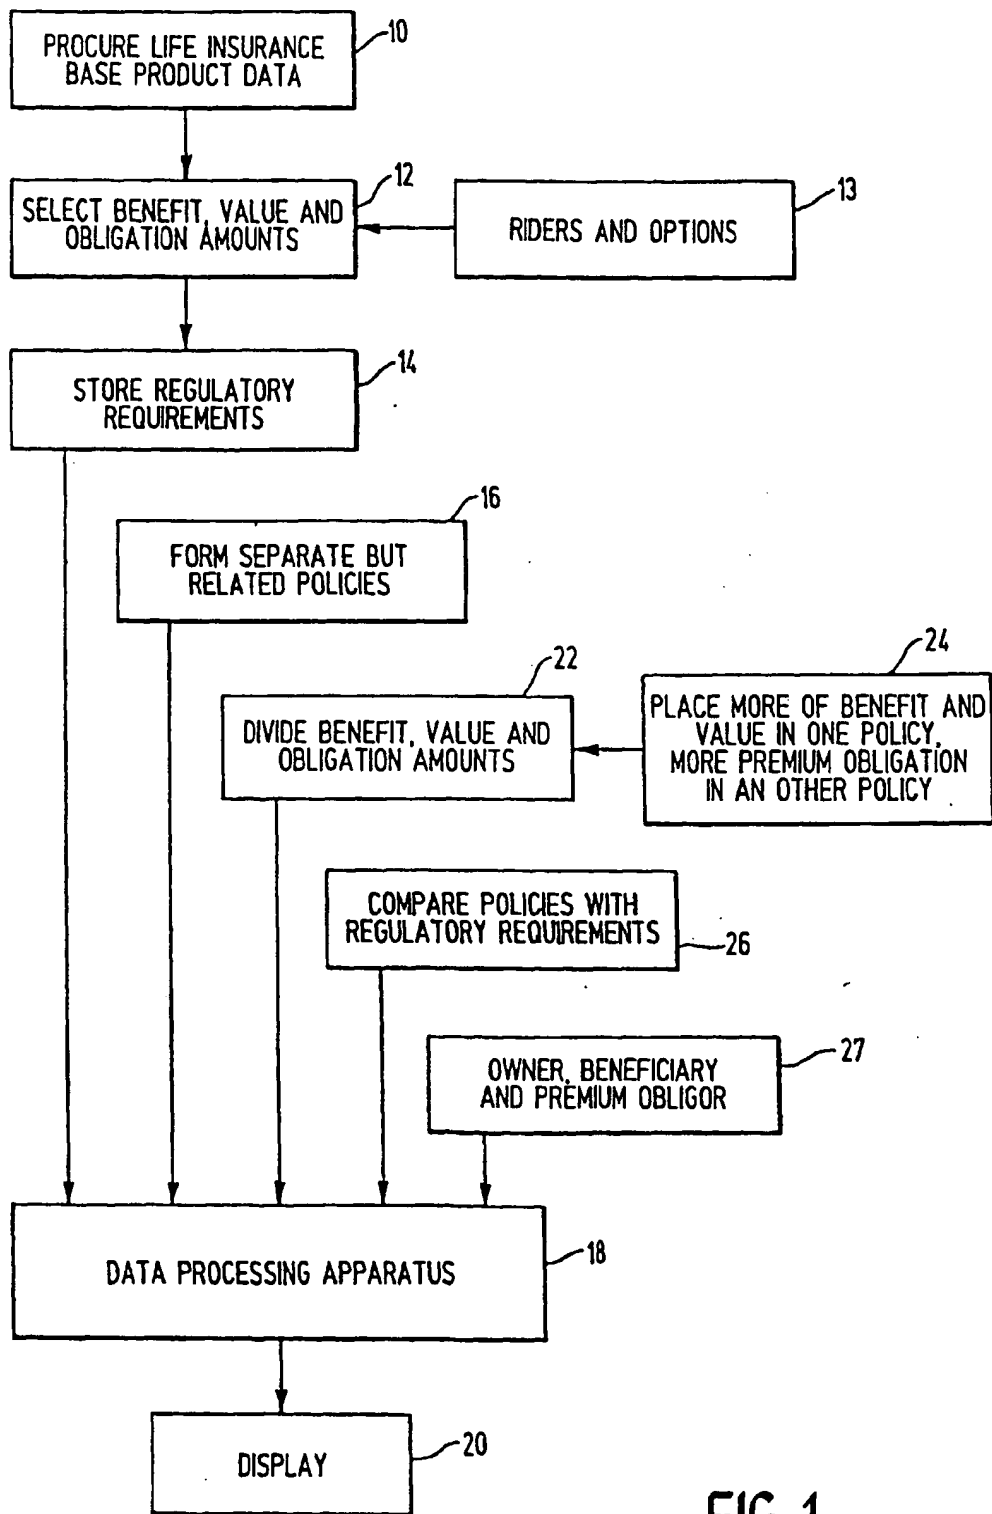 PROCURE LIFE INSURANCE
BASE PRODUCT DATA
10
SELECT BENEFIT, VALUE AND
OBLIGATION AMOUNTS
12
RIDERS AND OPTIONS
13
STORE REGULATORY
REQUIREMENTS
14
FORM SEPARATE BUT
RELATED POLICIES
16
DIVIDE BENEFIT, VALUE AND
OBLIGATION AMOUNTS
22
PLACE MORE OF BENEFIT AND
VALUE IN ONE POLICY,
MORE PREMIUM OBLIGATION
IN AN OTHER POLICY
24
COMPARE POLICIES WITH
REGULATORY REQUIREMENTS
26
OWNER, BENEFICIARY
AND PREMIUM OBLIGOR
27
DATA PROCESSING APPARATUS
18
DISPLAY
20
FIG. 1